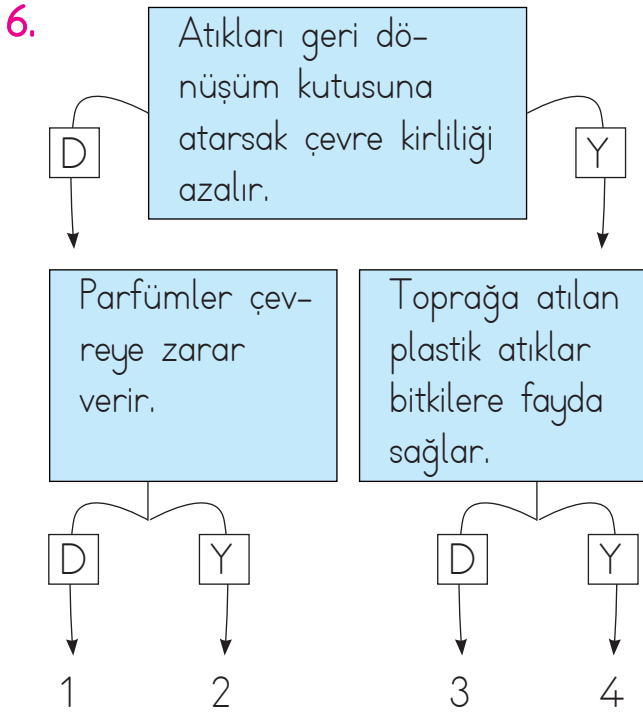 6.
Atıkları geri dö-
nüşüm kutusuna
atarsak çevre kirliliği
azalır.
D
Y
Parfümler çev-
reye zarar
verir.
Toprağa atılan
plastik atıklar
bitkilere fayda
sağlar.
D
Y
D
Y
1
2
3
4